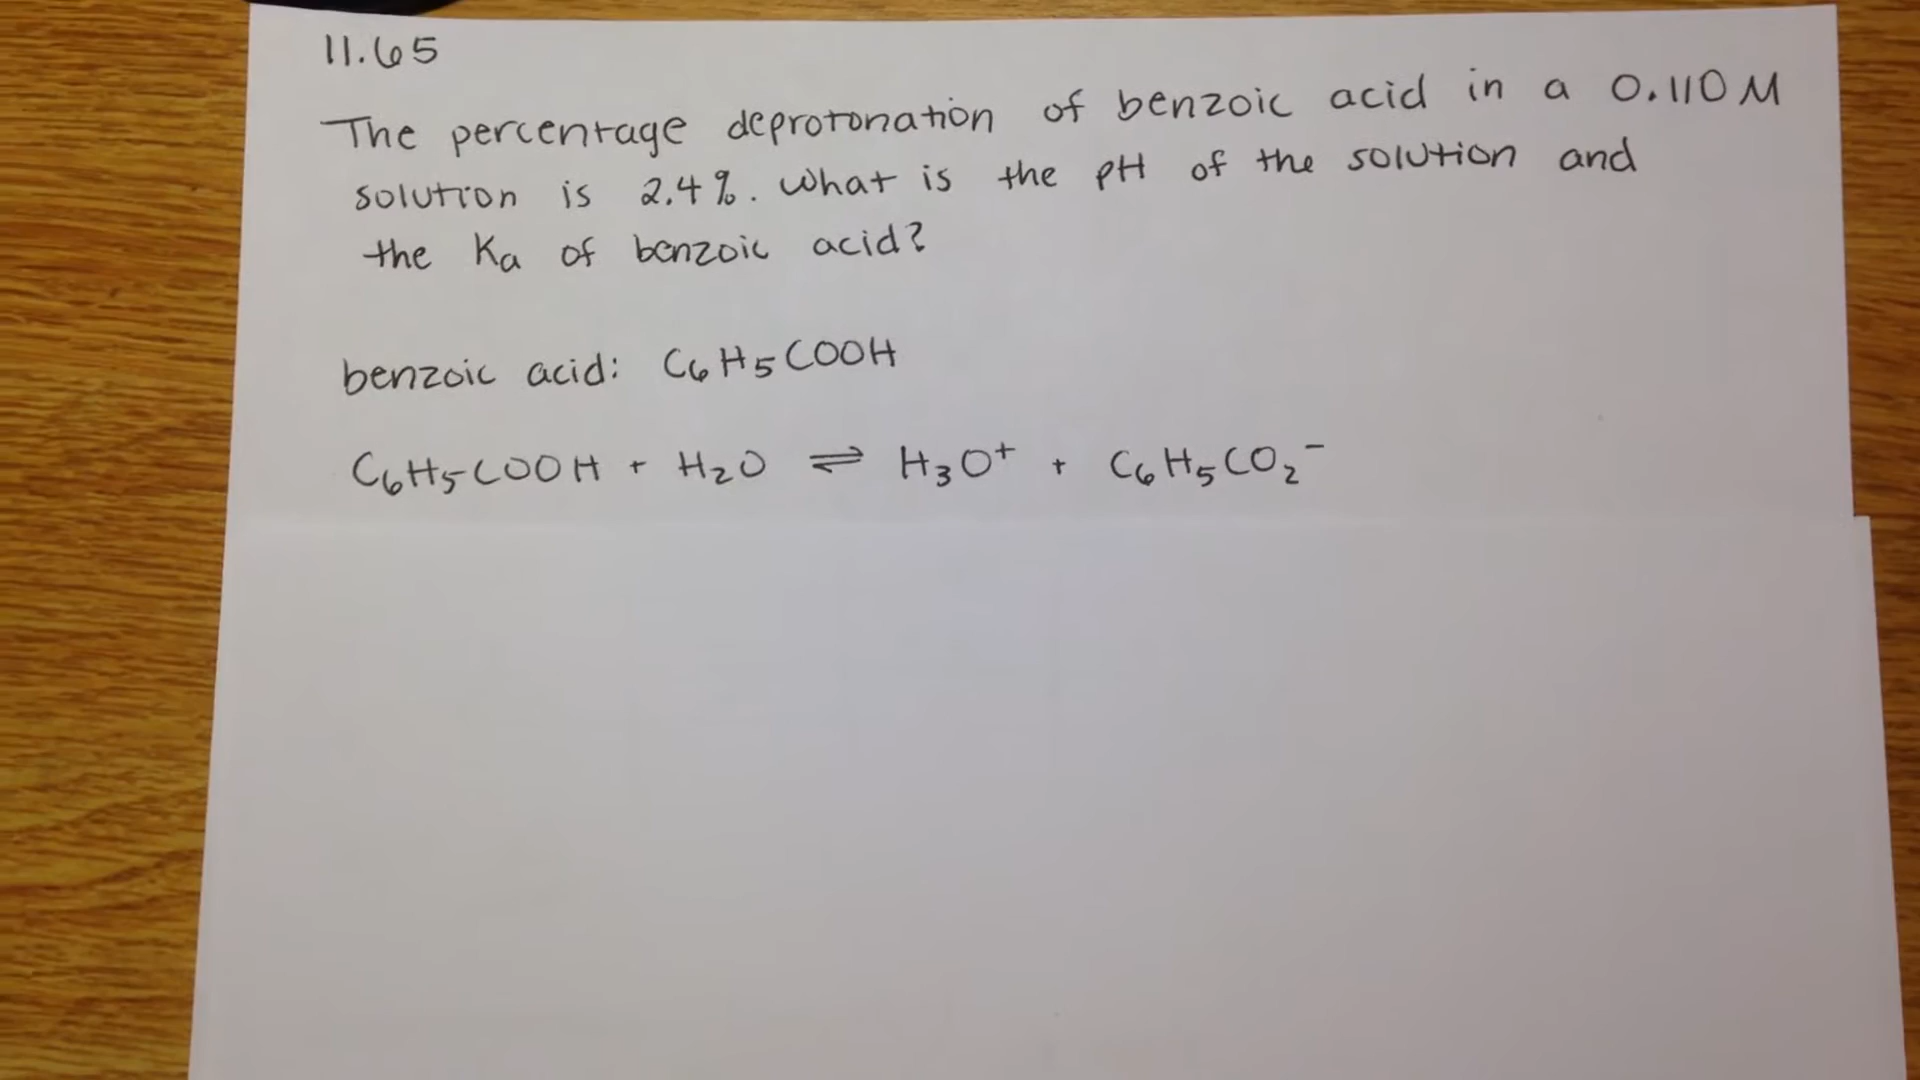 11.65
The percentage deprotonation of benzoic acid in a 0.110 M
solution is 2.4%. What is the pH of the solution and
the Ka of benzoic acid?
benzoic acid: C₆H₅COOH
C₆H₅COOH + H₂O ⇌ H₃O⁺ + C₆H₅CO₂⁻